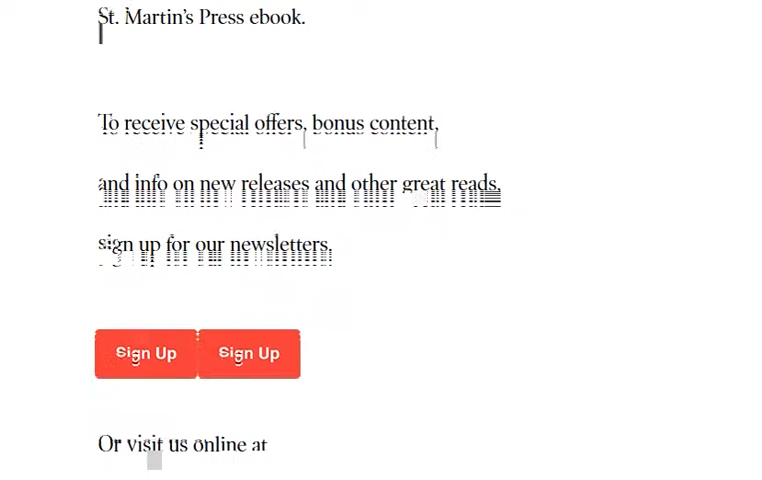 St. Martin’s Press ebook.
To receive special offers, bonus content,
and info on new releases and other great reads,
sign up for our newsletters.
Sign Up Sign Up
Or visit us online at